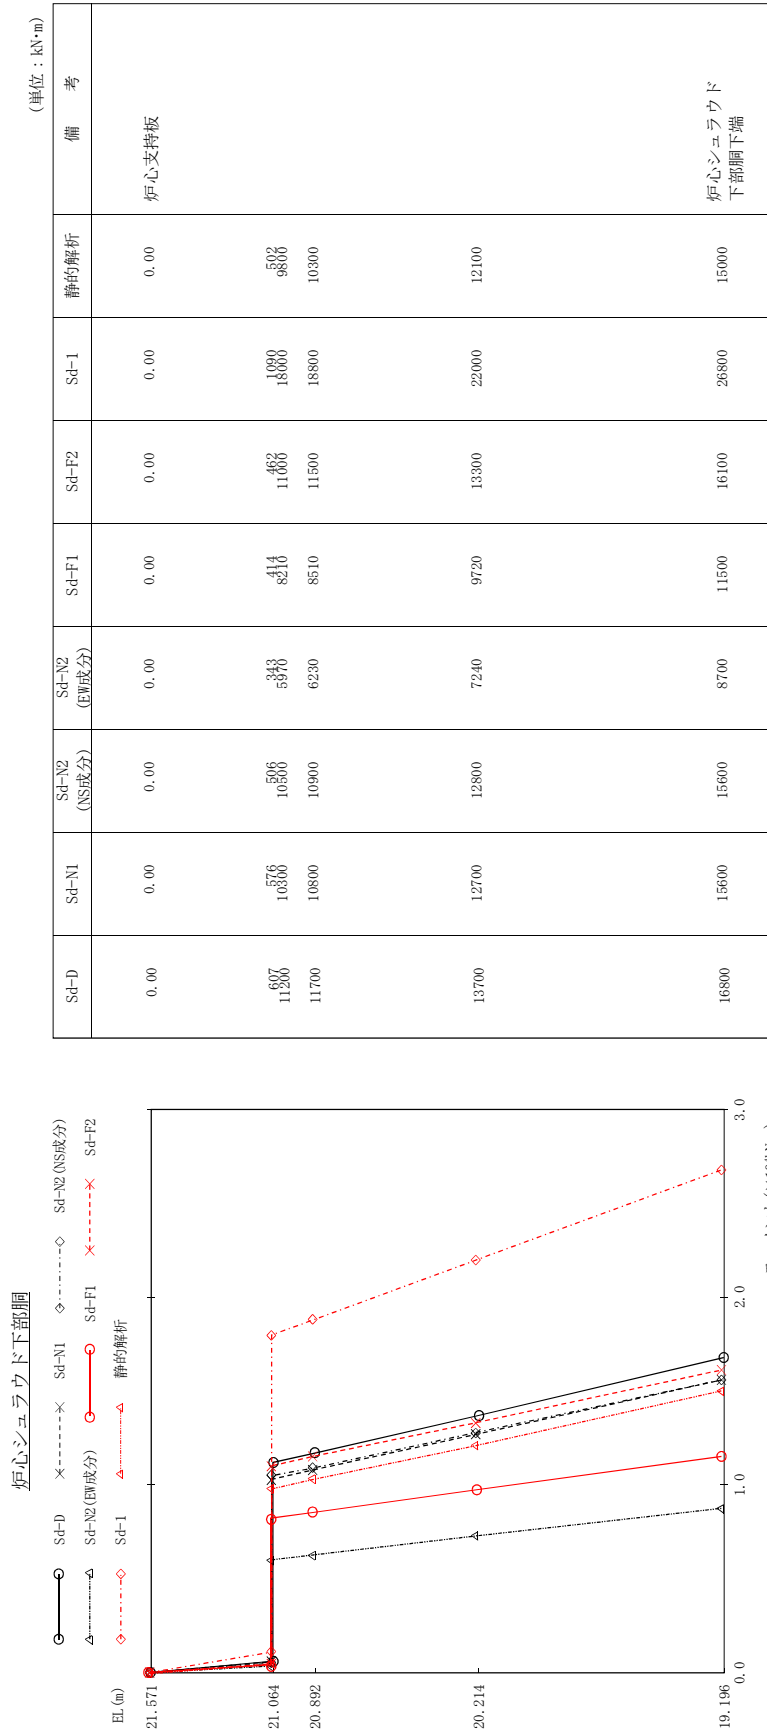 炉心シュラウド下部胴
Sd-D
Sd-N1
Sd-N2(NS成分)
Sd-N2(EW成分)
Sd-F1
Sd-F2
Sd-1
静的解析
EL(m)
21.571
21.064
20.892
20.214
19.196
0.0
1.0
2.0
3.0
(単位：kN・m)
Sd-D Sd-N1 Sd-N2 (NS成分) Sd-N2 (EW成分) Sd-F1 Sd-F2 Sd-1 静的解析 備 考
0.00 0.00 0.00 0.00 0.00 0.00 0.00 0.00 炉心支持板
607 576 506 343 414 462 1090 502
11200 10300 10500 5970 8210 11000 18000 9800
11700 10800 10900 6230 8510 11500 18800 10300
13700 12700 12800 7240 9720 13300 22000 12100
16800 15600 15600 8700 11500 16100 26800 15000 炉心シュラウド
下部胴下端